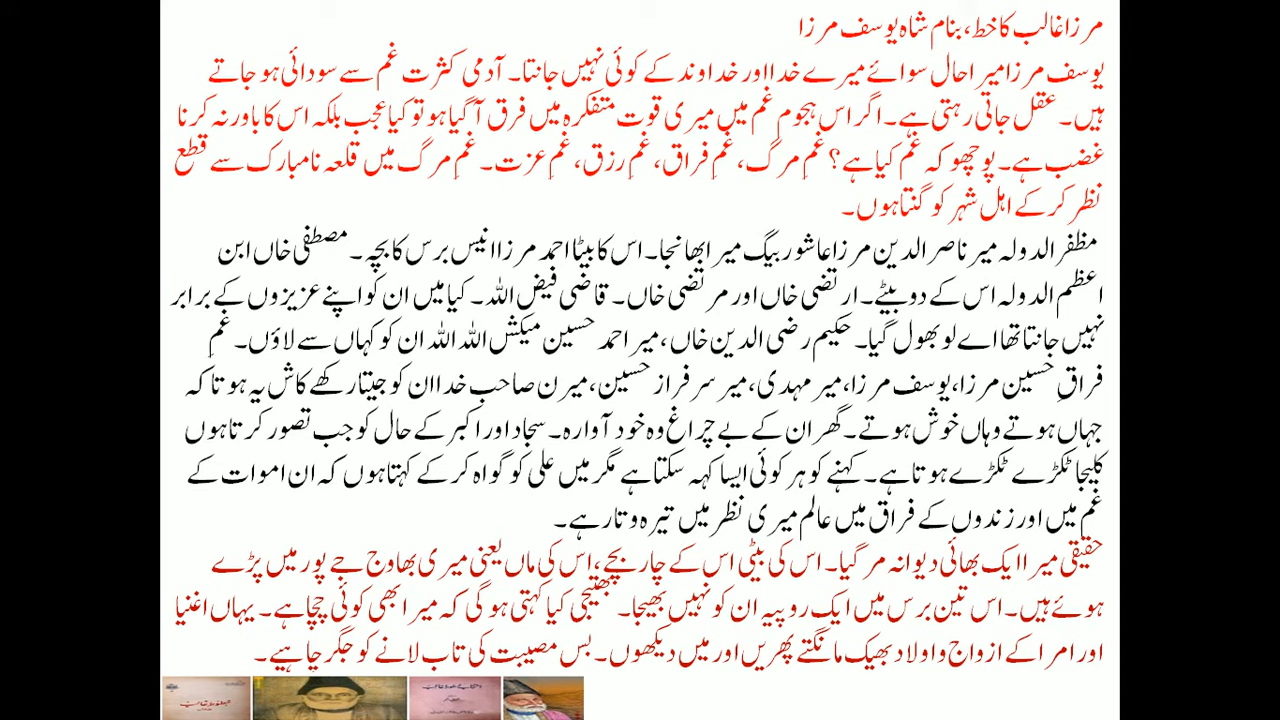 مرزا غالب کا خط، بنام شاہ یوسف مرزا
یوسف مرزا میرا حال سوائے میرے خدا اور خداوند کے کوئی نہیں جانتا۔ آدمی کثرت غم سے سودائی ہو جاتے
ہیں۔ عقل جاتی رہتی ہے۔ اگر اس ہجوم غم میں میری قوت متفکرہ میں فرق آ گیا ہو تو کیا عجب بلکہ اس کا باور نہ کرنا
غضب ہے۔ پوچھو کہ غم کیا ہے؟ غمِ مرگ، غمِ فراق، غمِ رزق، غمِ عزت۔ غمِ مرگ میں قلعہ نامبارک سے قطع
نظر کر کے اہل شہر کو گنتا ہوں۔
مظفر الدولہ میر ناصر الدین مرزا عاشور بیگ میرا بھانجا۔ اس کا بیٹا احمد مرزا انیس برس کا بچہ۔ مصطفیٰ خاں ابن
اعظم الدولہ اس کے دو بیٹے۔ ارتضیٰ خاں اور مرتضیٰ خاں۔ قاضی فیض اللہ۔ کیا میں ان کو اپنے عزیزوں کے برابر
نہیں جانتا تھا اے لو بھول گیا۔ حکیم رضی الدین خاں، میر احمد حسین میکش اللہ اللہ ان کو کہاں سے لاؤں۔ غمِ
فراقِ حسین مرزا، یوسف مرزا، میر مہدی، میر سرفراز حسین، میرن صاحب خدا ان کو جیتا رکھے کاش یہ ہوتا کہ
جہاں ہوتے وہاں خوش ہوتے۔ گھر ان کے بے چراغ وہ خود آوارہ۔ سجاد اور اکبر کے حال کو جب تصور کرتا ہوں
کلیجا ٹکڑے ٹکڑے ہوتا ہے۔ کہنے کو ہر کوئی ایسا کہہ سکتا ہے مگر میں علی کو گواہ کر کے کہتا ہوں کہ ان اموات کے
غم میں اور زندوں کے فراق میں عالم میری نظر میں تیرہ و تار ہے۔
حقیقی میرا ایک بھائی دیوانہ مر گیا۔ اس کی بیٹی اس کے چار بچے، اس کی ماں یعنی میری بھاوج جے پور میں پڑے
ہوئے ہیں۔ اس تین برس میں ایک روپیہ ان کو نہیں بھیجا۔ بھتیجی کیا کہتی ہو گی کہ میرا بھی کوئی چچا ہے۔ یہاں اغنیا
اور امرا کے ازواج و اولاد بھیک مانگتے پھریں اور میں دیکھوں۔ بس مصیبت کی تاب لانے کو جگر چاہیے۔